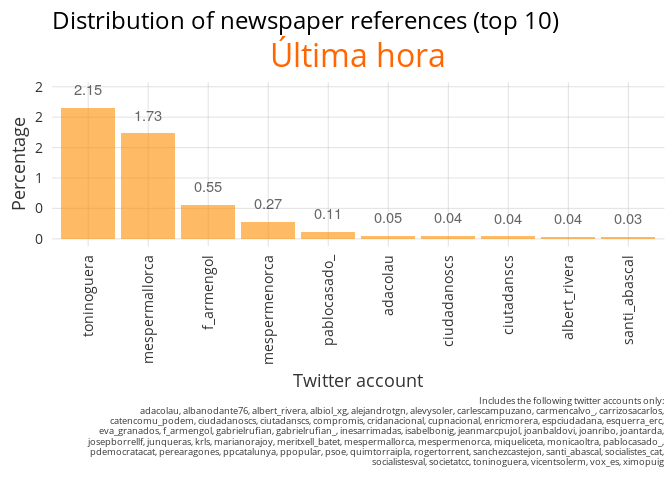 Distribution of newspaper references (top 10)
Última hora
Percentage
2
2
2
1
0
0
2.15
1.73
0.55
0.27
0.11
0.05
0.04
0.04
0.04
0.03
toninoguera
mespermallorca
f_armengol
mespermenorca
pablocasado_
adacolau
ciudadanoscs
ciutadanscs
albert_rivera
santi_abascal
Twitter account
Includes the following twitter accounts only:
adacolau, albanodante76, albert_rivera, albiol_xg, alejandrotgn, alevysoler, carlescampuzano, carmencalvo_, carrizosacarlos,
catencomu_podem, ciudadanoscs, ciutadanscs, compromis, cridanacional, cupnacional, enricmorera, espciudadana, esquerra_erc,
eva_granados, f_armengol, gabrielrufian, gabrielrufian_, inesarrimadas, isabelbonig, jeanmarcpujol, joanbaldovi, joanribo, joantarda,
josepborrellf, junqueras, krls, marianorajoy, meritxell_batet, mespermallorca, mespermenorca, miqueliceta, monicaoltra, pablocasado_,
pdemocratacat, perearagones, ppcatalunya, ppopular, psoe, quimtorraipla, rogertorrent, sanchezcastejon, santi_abascal, socialistes_cat,
socialistesval, societatcc, toninoguera, vicentsolerm, vox_es, ximopuig